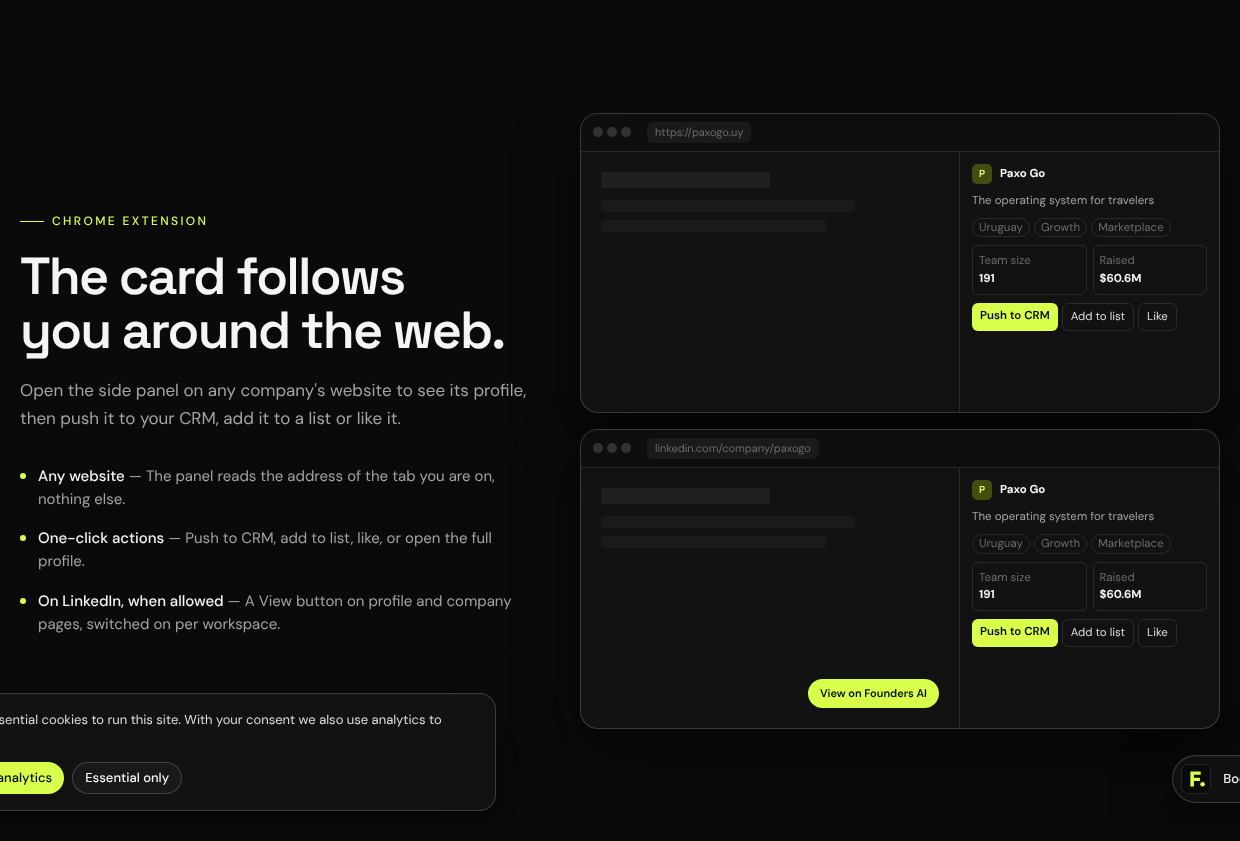 CHROME EXTENSION
The card follows
you around the web.
Open the side panel on any company's website to see its profile,
then push it to your CRM, add it to a list or like it.
Any website — The panel reads the address of the tab you are on,
nothing else.
One-click actions — Push to CRM, add to list, like, or open the full
profile.
On LinkedIn, when allowed — A View button on profile and company
pages, switched on per workspace.
https://paxogo.uy
P Paxo Go
The operating system for travelers
Uruguay Growth Marketplace
Team size Raised
191 $60.6M
Push to CRM Add to list Like
linkedin.com/company/paxogo
P Paxo Go
The operating system for travelers
Uruguay Growth Marketplace
Team size Raised
191 $60.6M
Push to CRM Add to list Like
View on Founders AI
cookies to run this site. With your consent we also use analytics to
analytics Essential only
F.